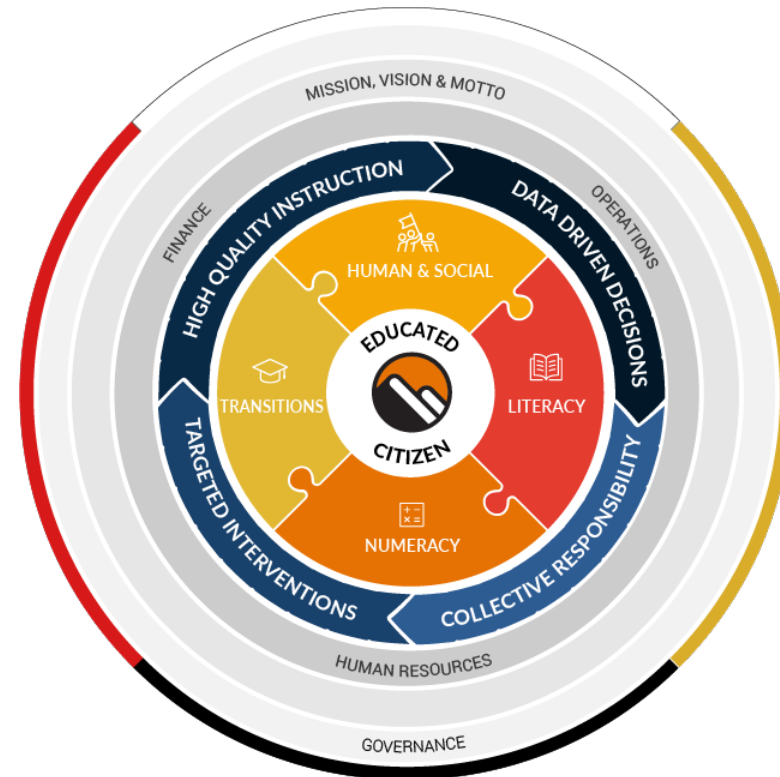 MISSION, VISION & MOTTO
FINANCE
OPERATIONS
HIGH QUALITY INSTRUCTION
DATA DRIVEN DECISIONS
HUMAN & SOCIAL
EDUCATED
CITIZEN
TRANSITIONS
LITERACY
+ - × =
NUMERACY
TARGETED INTERVENTIONS
COLLECTIVE RESPONSIBILITY
HUMAN RESOURCES
GOVERNANCE